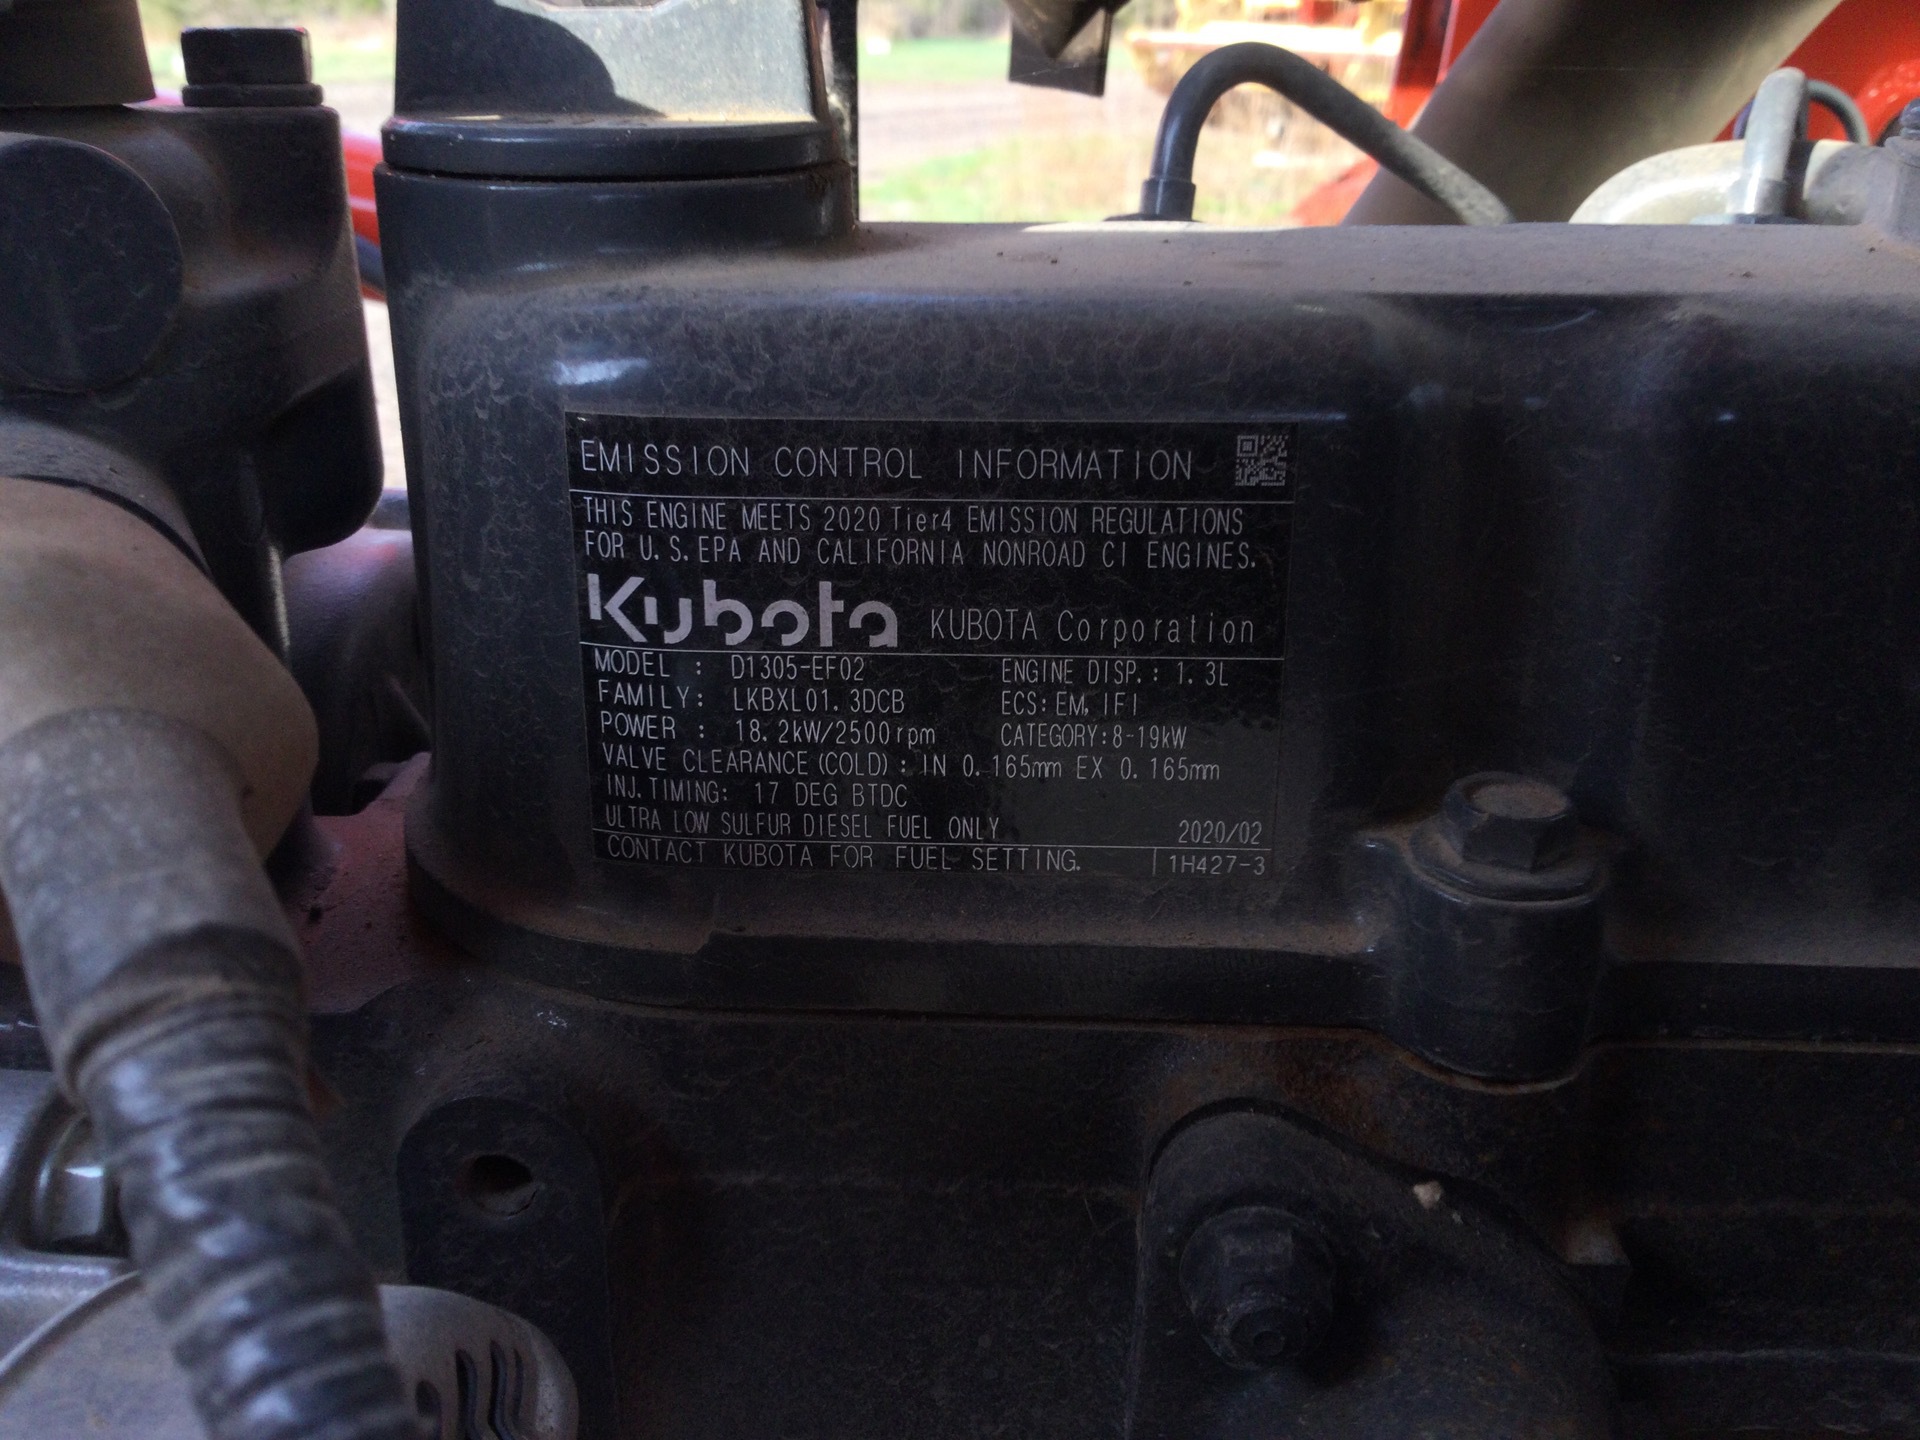 EMISSION CONTROL INFORMATION
THIS ENGINE MEETS 2020 Tier4 EMISSION REGULATIONS
FOR U.S.EPA AND CALIFORNIA NONROAD CI ENGINES.
Kubota KUBOTA Corporation
MODEL : D1305-EF02 ENGINE DISP.: 1.3L
FAMILY: LKBXL01.3DCB ECS:EM,IFI
POWER : 18.2kW/2500rpm CATEGORY:8-19kW
VALVE CLEARANCE(COLD): IN 0.165mm EX 0.165mm
INJ.TIMING: 17 DEG BTDC
ULTRA LOW SULFUR DIESEL FUEL ONLY 2020/02
CONTACT KUBOTA FOR FUEL SETTING. 1H427-3